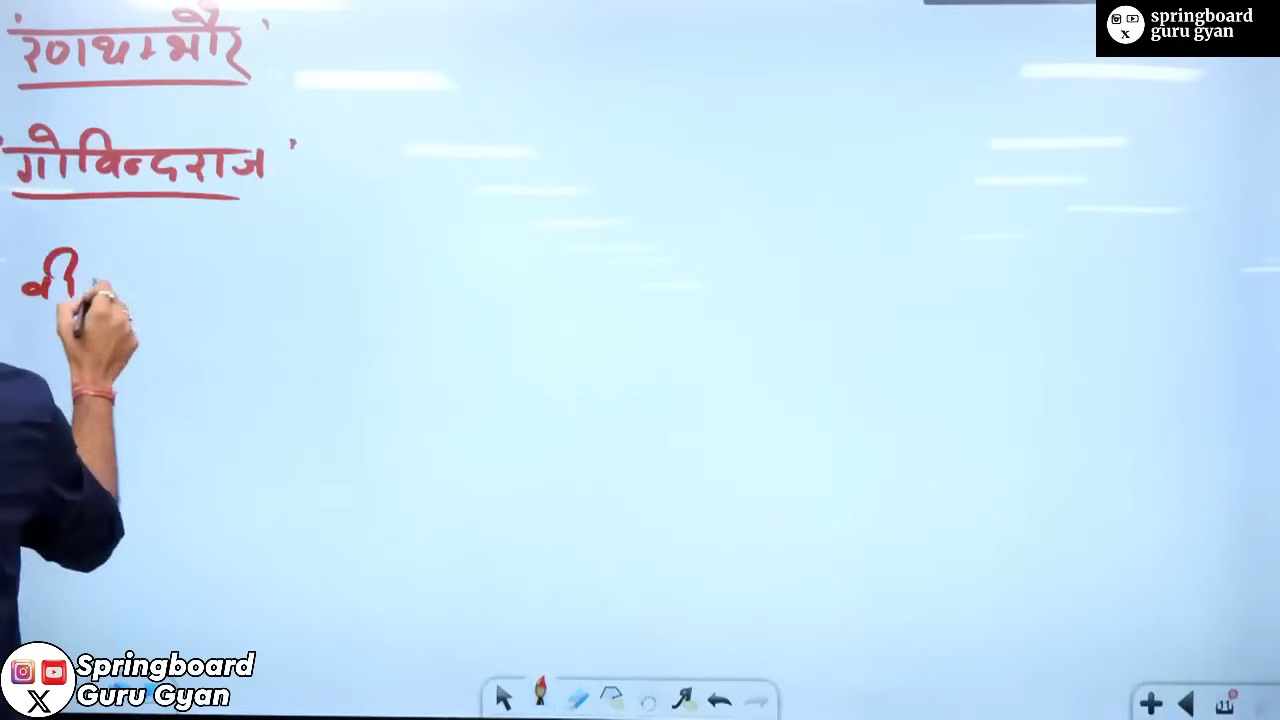 'रणथम्भौर'
'गोविन्दराज'
वी
springboard
guru gyan
Springboard
Guru Gyan